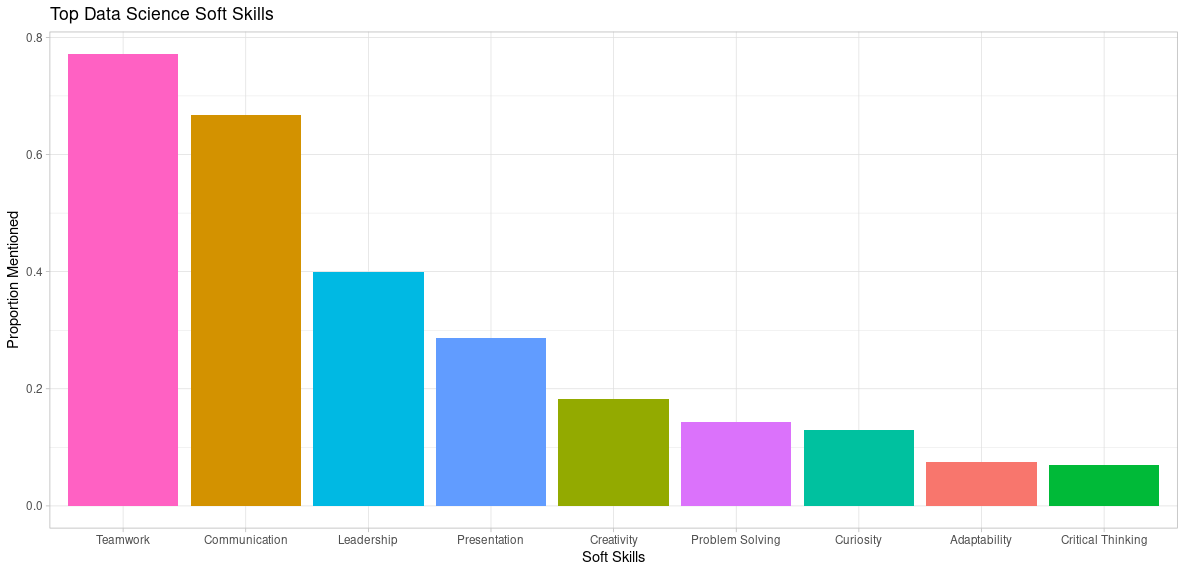 Top Data Science Soft Skills
Proportion Mentioned
0.8
0.6
0.4
0.2
0.0
Teamwork Communication Leadership Presentation Creativity Problem Solving Curiosity Adaptability Critical Thinking
Soft Skills